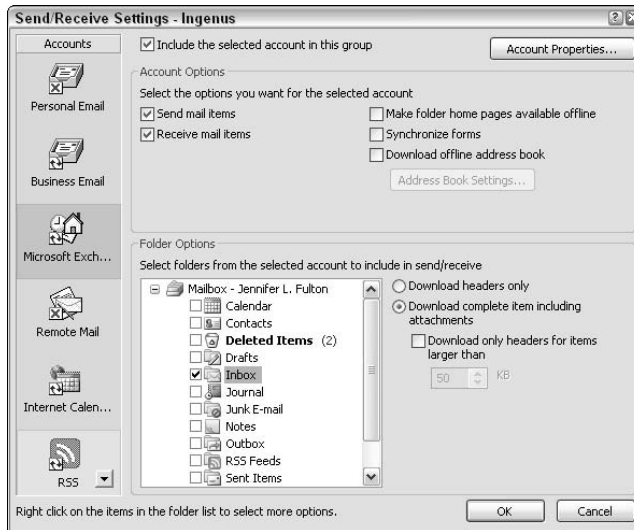 Send/Receive Settings - Ingenus
Accounts
Include the selected account in this group
Account Properties...
Personal Email
Business Email
Microsoft Exch...
Remote Mail
Internet Calen...
RSS
Account Options
Select the options you want for the selected account
Send mail items
Make folder home pages available offline
Receive mail items
Synchronize forms
Download offline address book
Address Book Settings...
Folder Options
Select folders from the selected account to include in send/receive
Mailbox - Jennifer L. Fulton
Calendar
Contacts
Deleted Items (2)
Drafts
Inbox
Journal
Junk E-mail
Notes
Outbox
RSS Feeds
Sent Items
Download headers only
Download complete item including
attachments
Download only headers for items
larger than
50 KB
Right click on the items in the folder list to select more options.
OK
Cancel